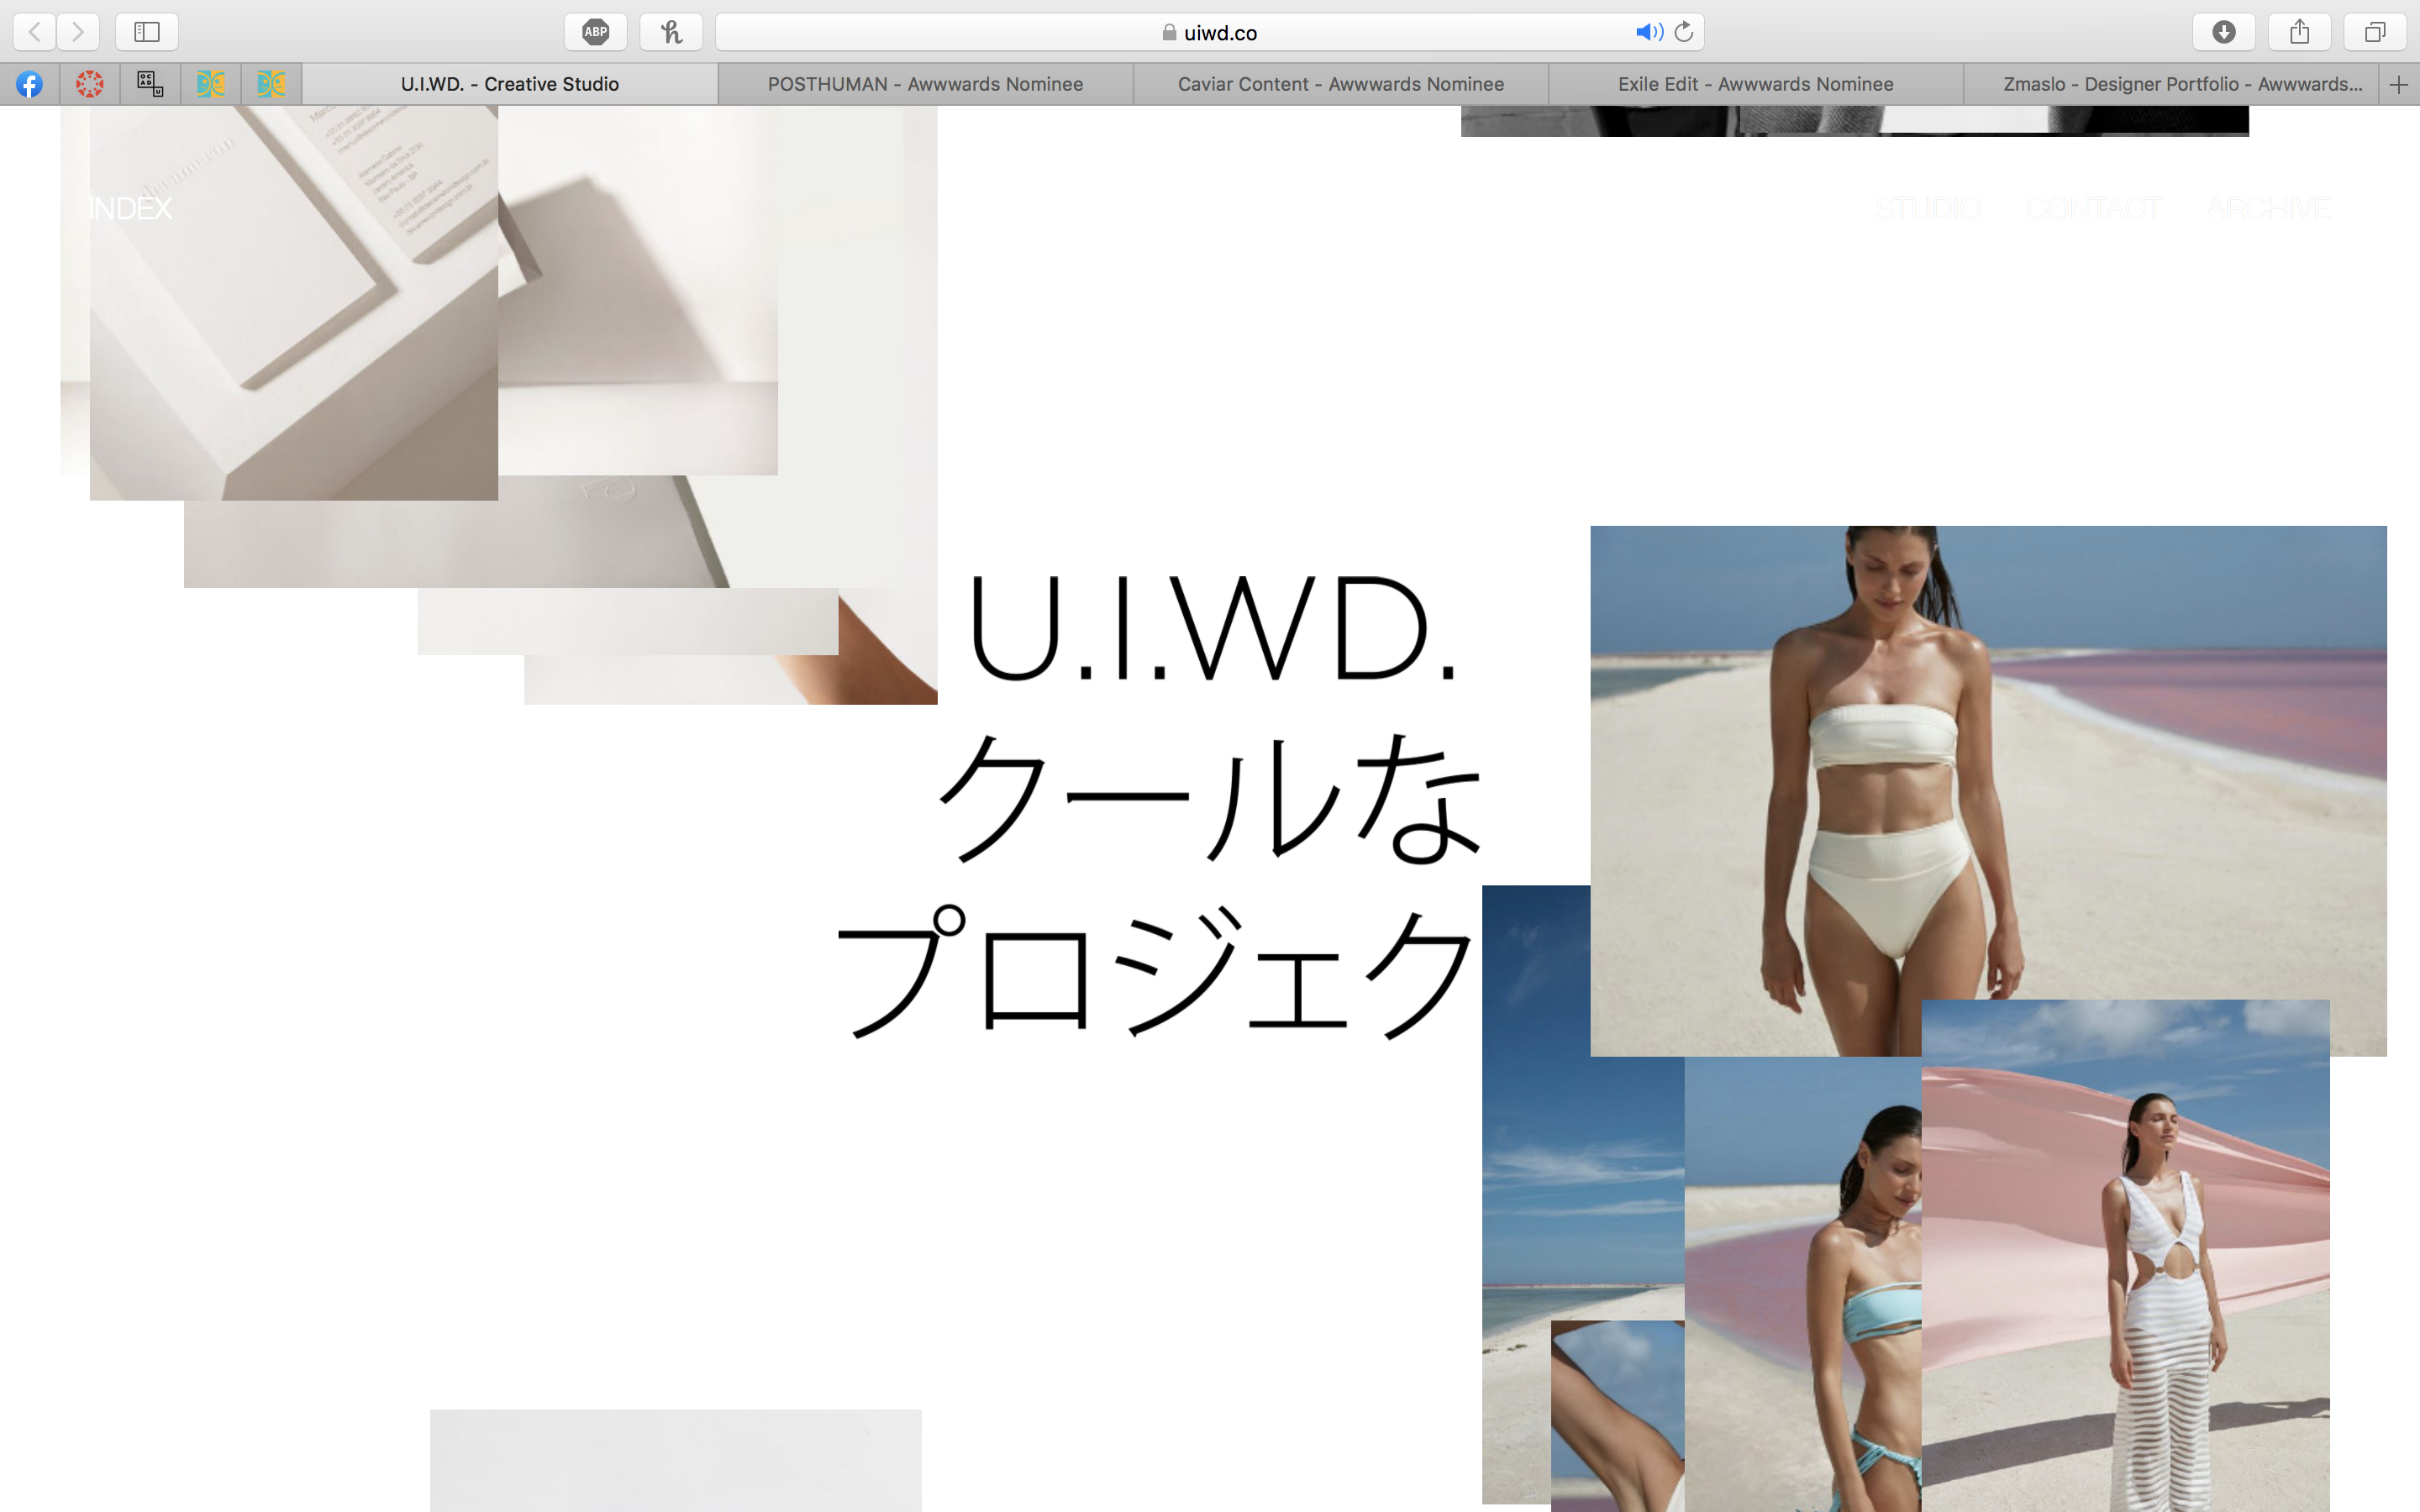 ABP
uiwd.co
U.I.WD. - Creative Studio
POSTHUMAN - Awwwards Nominee
Caviar Content - Awwwards Nominee
Exile Edit - Awwwards Nominee
Zmaslo - Designer Portfolio - Awwwards...
INDEX
STUDIO
CONTACT
ARCHIVE
U.I.WD.
クールな
プロジェク